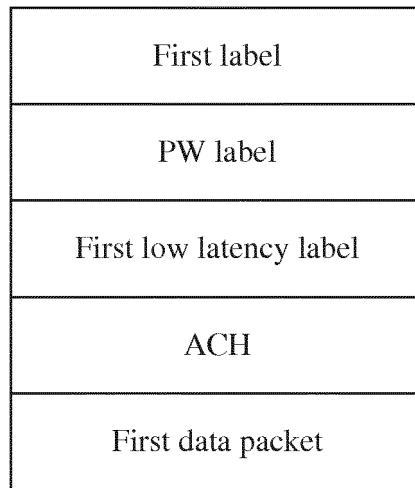 First label
PW label
First low latency label
ACH
First data packet